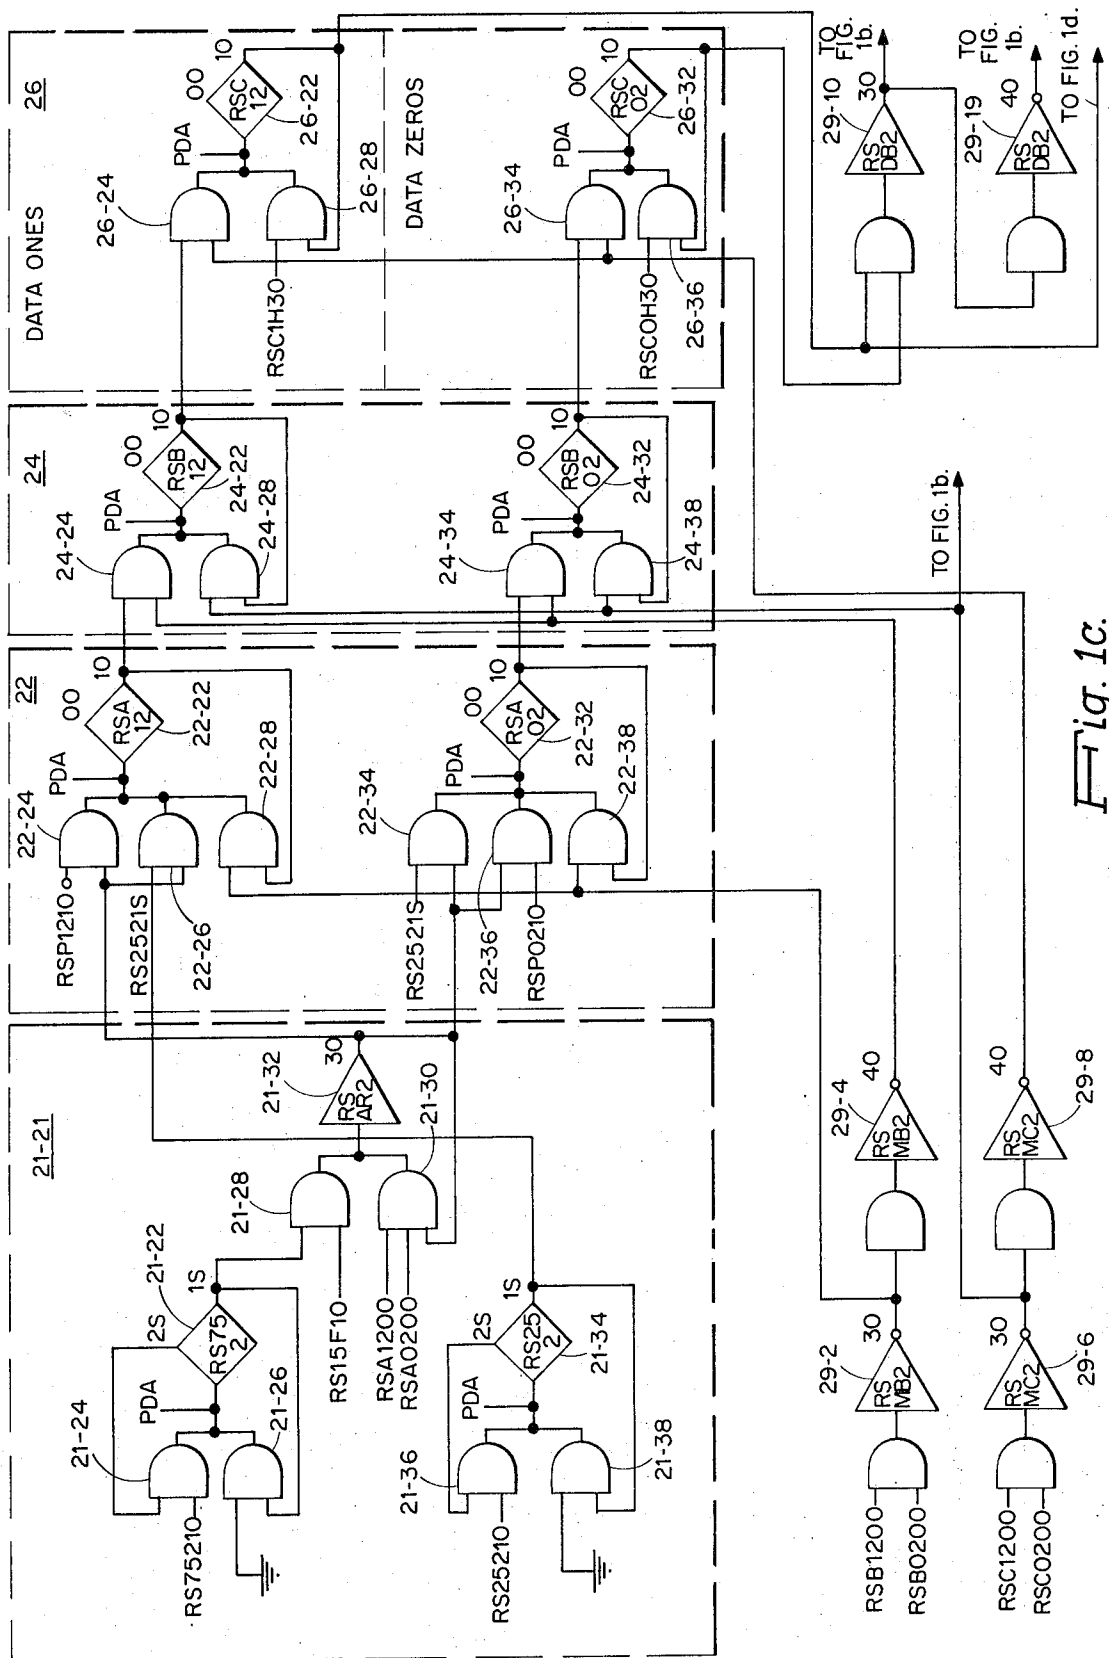 21-21
21-24
21-22
2S
RS75
2
1S
PDA
21-26
RS75210
21-28
RS15F10
RSA1200
RSA0200
21-30
21-32
RS
AR2
30
21-36
2S
RS25
2
1S
PDA
21-34
21-38
RS25210
22
22-24
RSP1210
RS2521S
22-26
PDA
00
RSA
12
10
22-22
22-28
22-34
RS2521S
22-36
RSP0210
PDA
00
RSA
02
10
22-32
22-38
24
24-24
PDA
00
RSB
12
10
24-22
24-28
24-34
PDA
00
RSB
02
10
24-32
24-38
26
DATA ONES
26-24
PDA
00
RSC
12
10
26-22
26-28
RSC1H30
DATA ZEROS
26-34
PDA
00
RSC
02
10
26-32
RSC0H30
26-36
RSB1200
RSB0200
29-2
RS
MB2
30
29-4
RS
MB2
40
RSC1200
RSC0200
29-6
RS
MC2
30
29-8
RS
MC2
40
TO FIG. 1b.
29-10
RS
DB2
30
TO
FIG.
1b.
29-19
RS
DB2
40
TO
FIG.
1b.
TO FIG. 1d.
Fig. 1c.